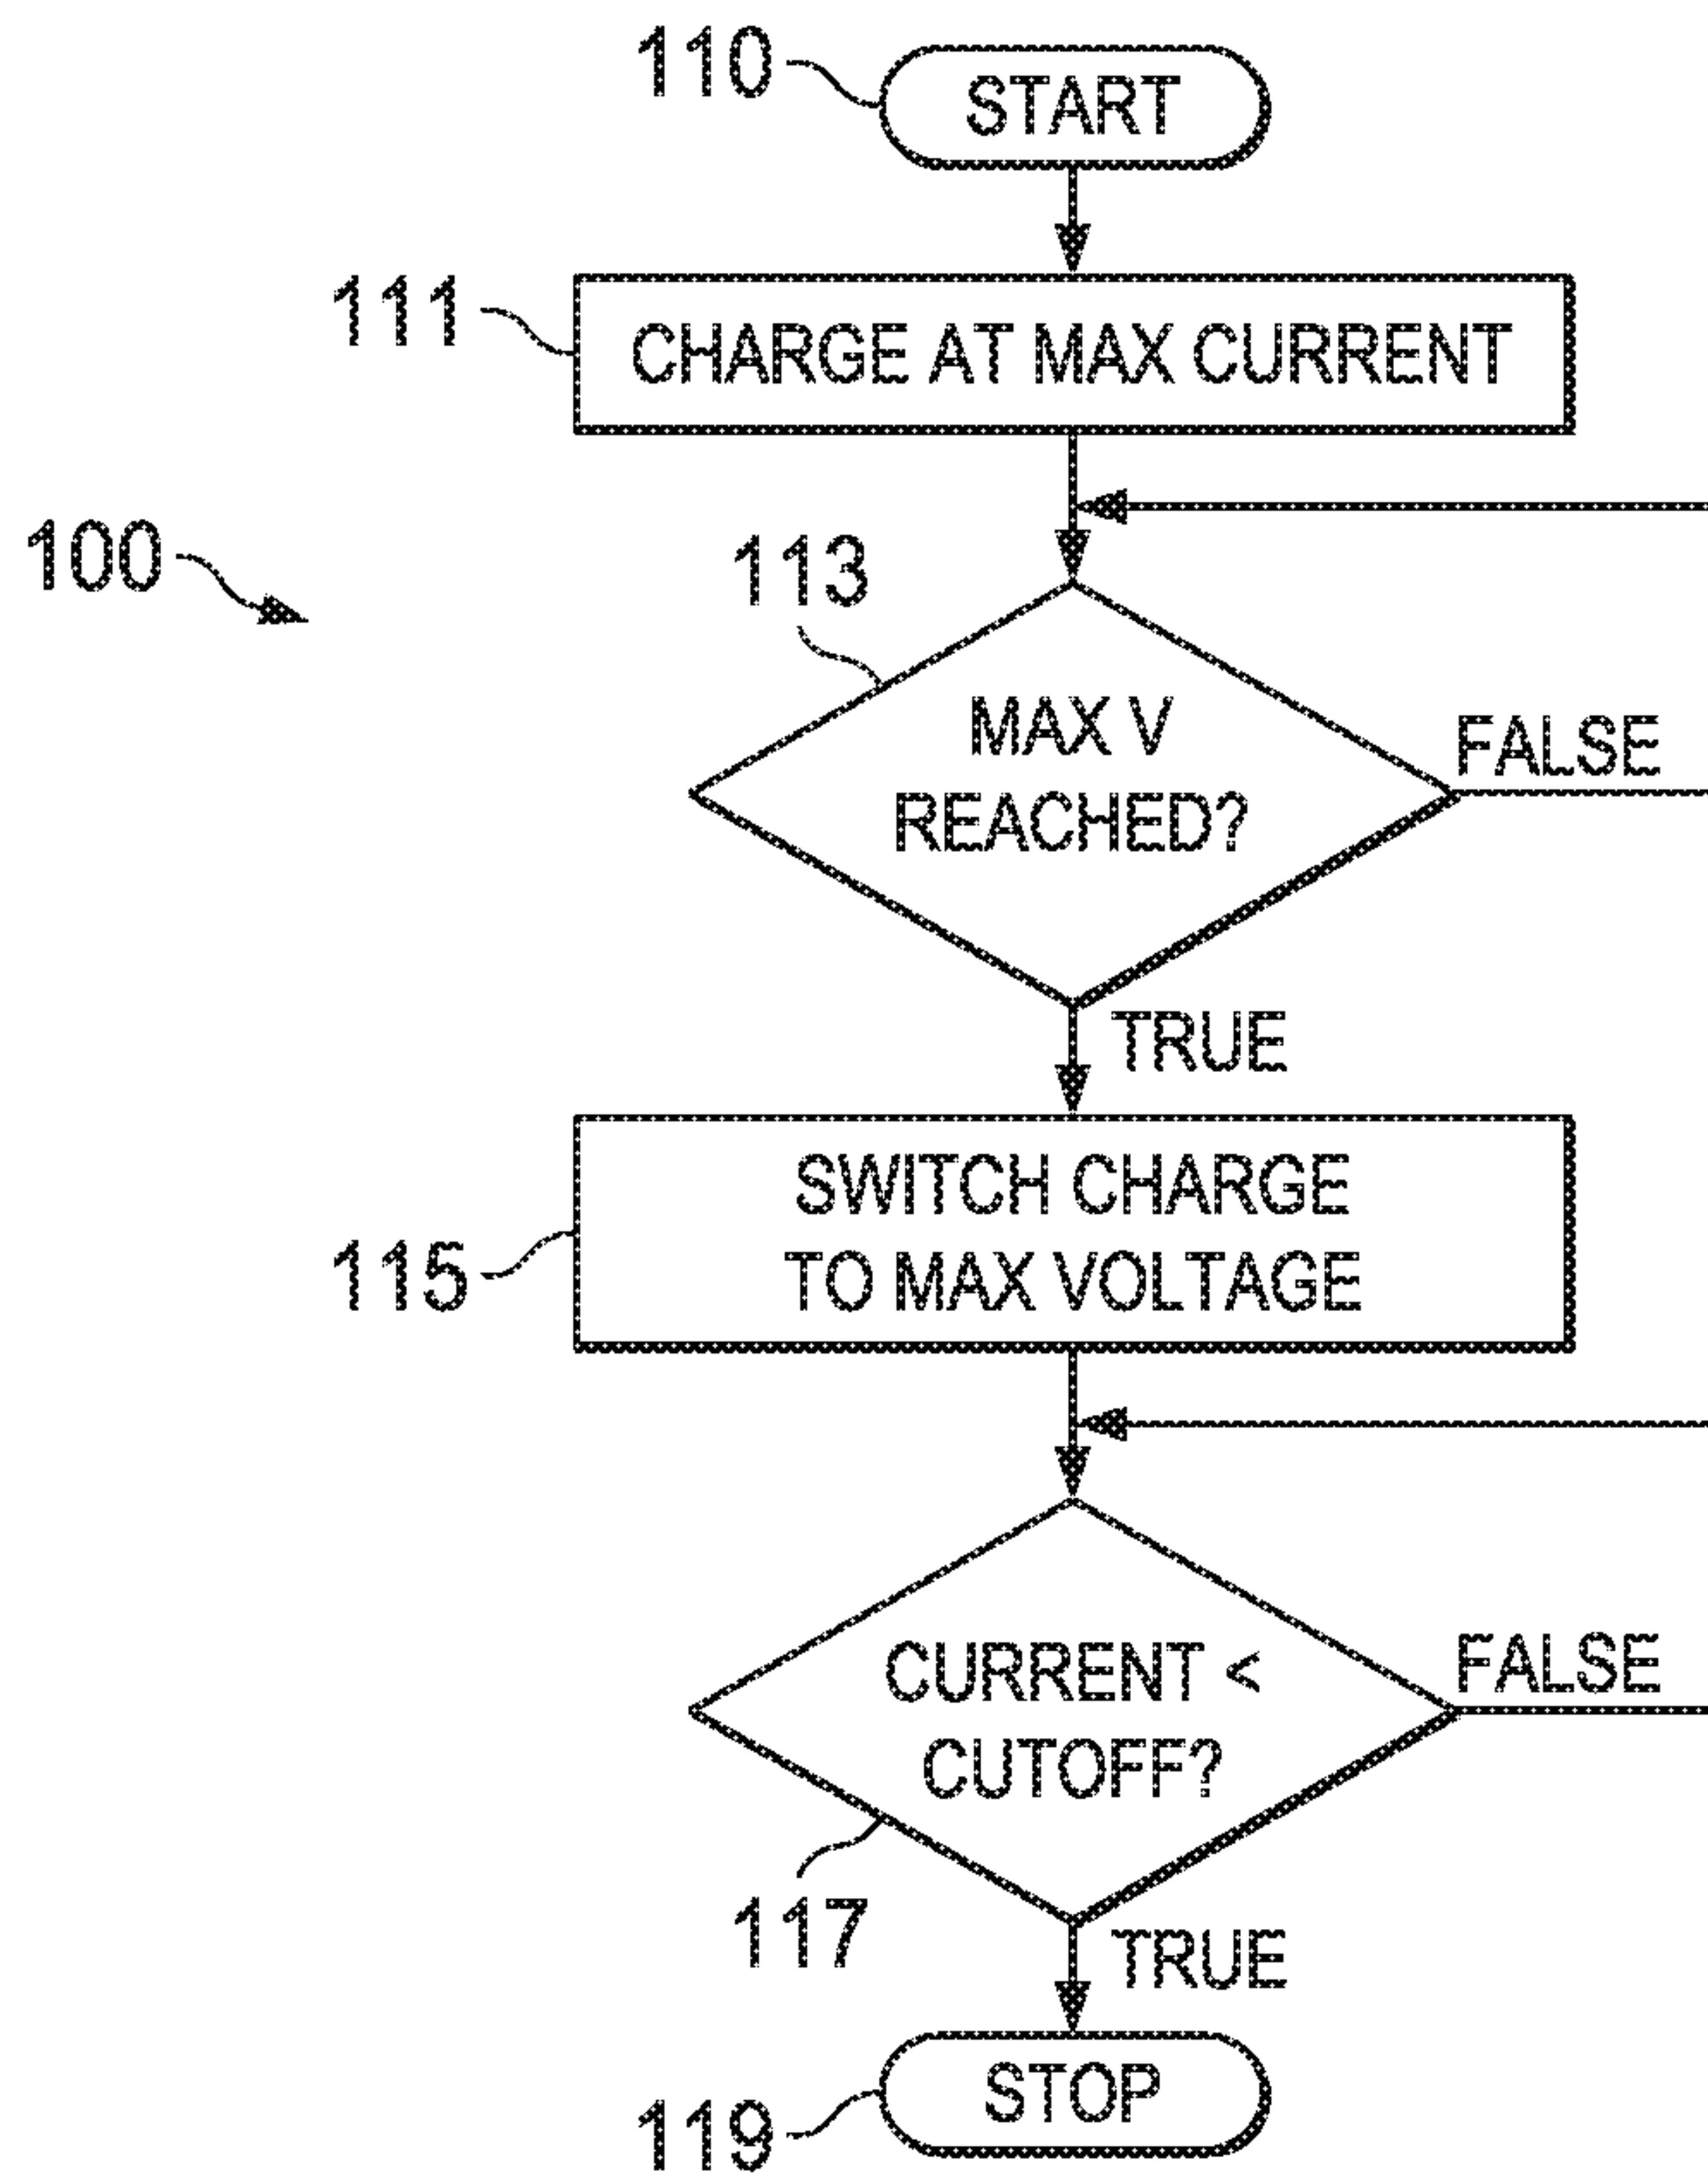 110
START
111
CHARGE AT MAX CURRENT
100
113
MAX V
REACHED?
FALSE
TRUE
115
SWITCH CHARGE
TO MAX VOLTAGE
CURRENT <
CUTOFF?
FALSE
117
TRUE
STOP
119